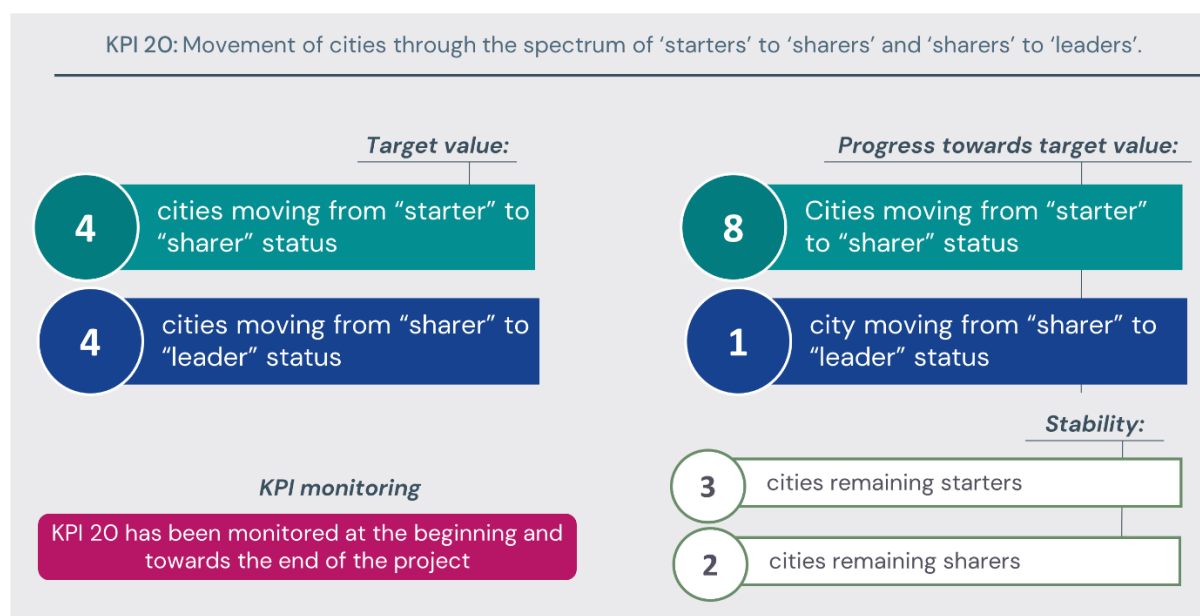 KPI 20: Movement of cities through the spectrum of ‘starters’ to ‘sharers’ and ‘sharers’ to ‘leaders’.
Target value:
4
cities moving from “starter” to
“sharer” status
4
cities moving from “sharer” to
“leader” status
KPI monitoring
KPI 20 has been monitored at the beginning and
towards the end of the project
Progress towards target value:
8
Cities moving from “starter”
to “sharer” status
1
city moving from “sharer” to
“leader” status
Stability:
3
cities remaining starters
2
cities remaining sharers